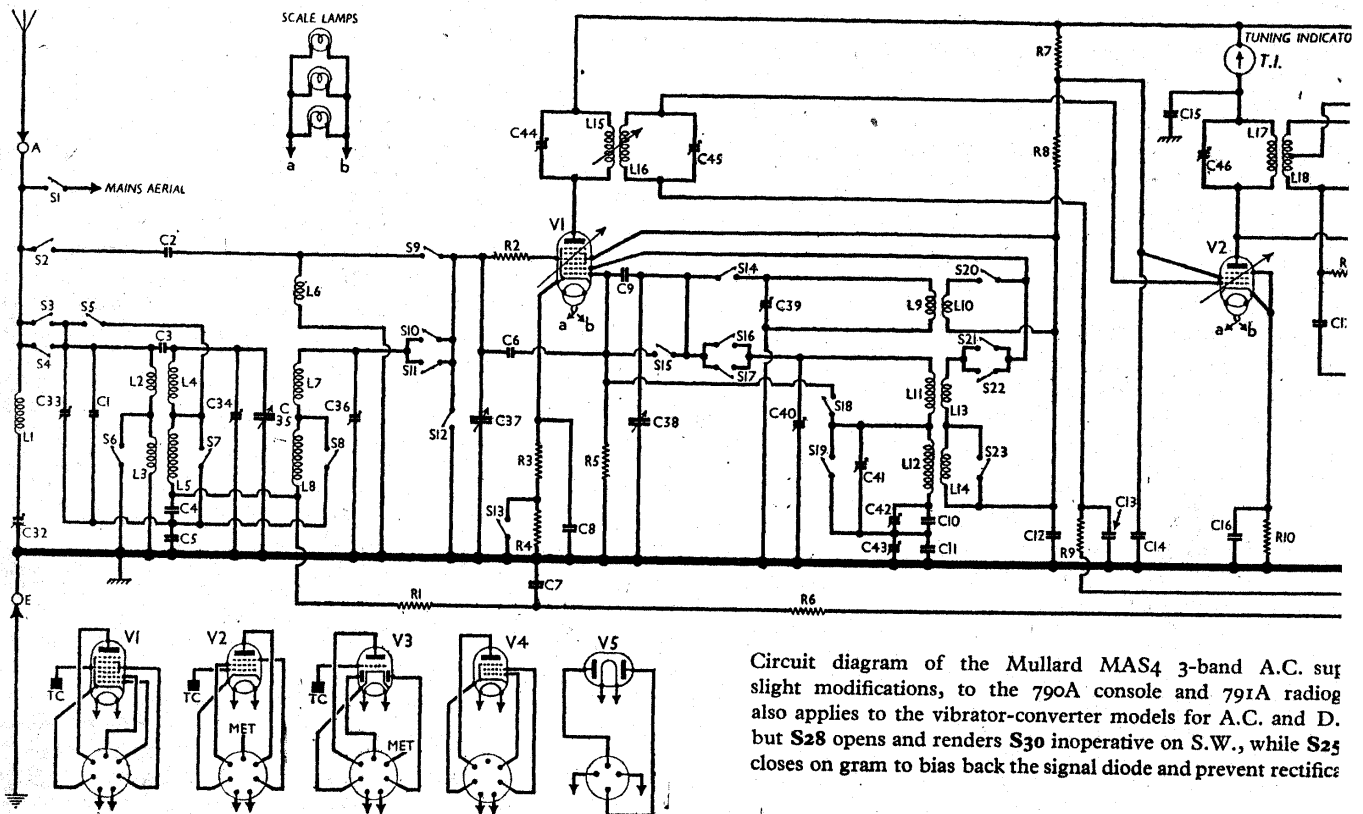 SCALE LAMPS
a b
A
S1
MAINS AERIAL
S2
C2
L6
S9
R2
V1
a b
C44
L15
L16
C45
R7
R8
TUNING INDICATO
T.I.
C15
C46
L17
L18
V2
a b
R
S3
S5
S4
C3
L2
L4
C33
C1
C34
C35
L7
C36
S10
S11
C6
C9
S14
C39
L9
L10
S20
S15
S16
S17
S21
S22
L1
S6
S7
L3
L5
S8
L8
S12
C37
R3
R5
C38
C40
S18
S19
C41
L11
L13
L12
L14
S23
C32
C4
C5
S13
R4
C8
C42
C43
C10
C11
C12
R9
C13
C14
C16
R10
C1
E
R1
C7
R6
V1
TC
V2
TC
MET
V3
TC
MET
V4
V5
Circuit diagram of the Mullard MAS4 3-band A.C. sup
slight modifications, to the 790A console and 791A radiog
also applies to the vibrator-converter models for A.C. and D.
but S28 opens and renders S30 inoperative on S.W., while S25
closes on gram to bias back the signal diode and prevent rectifica